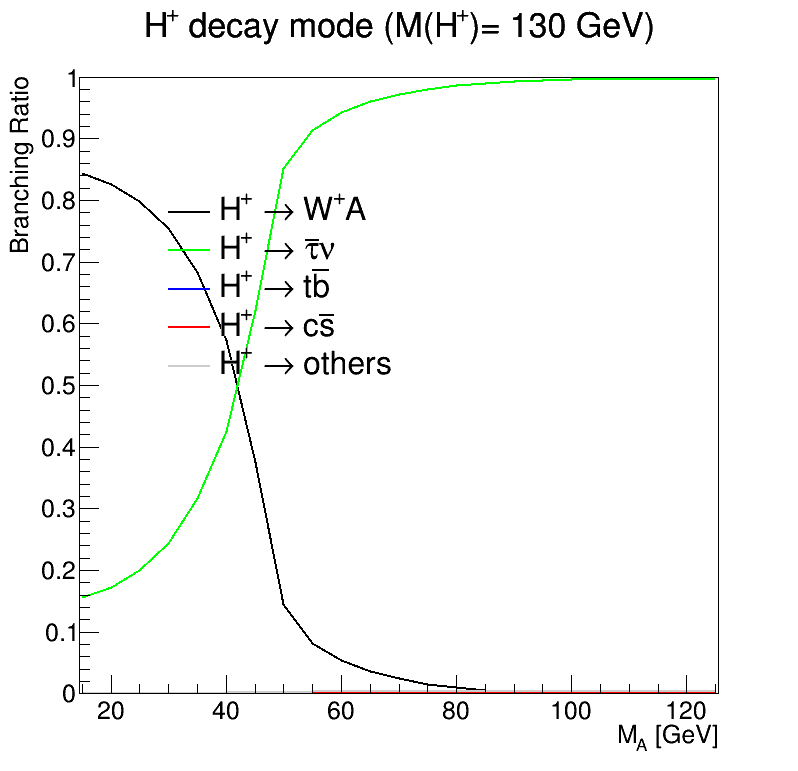 H⁺ decay mode (M(H⁺)= 130 GeV)
Branching Ratio
1
0.9
0.8
0.7
0.6
0.5
0.4
0.3
0.2
0.1
0
H⁺ → W⁺A
H⁺ → τ̅ν
H⁺ → tb̅
H⁺ → cs̅
H⁺ → others
20 40 60 80 100 120
M_A [GeV]